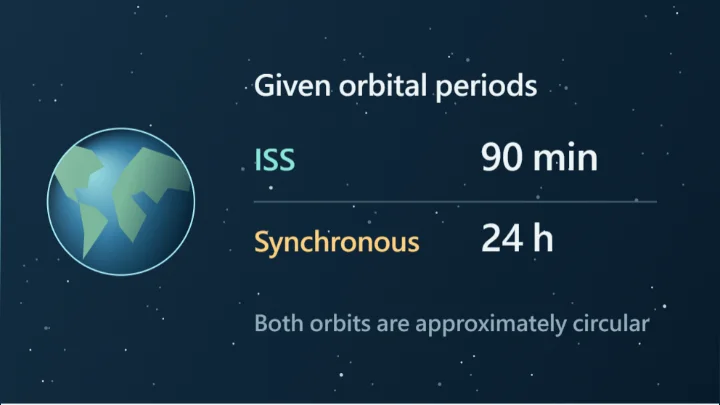 Given orbital periods
ISS 90 min
Synchronous 24 h
Both orbits are approximately circular